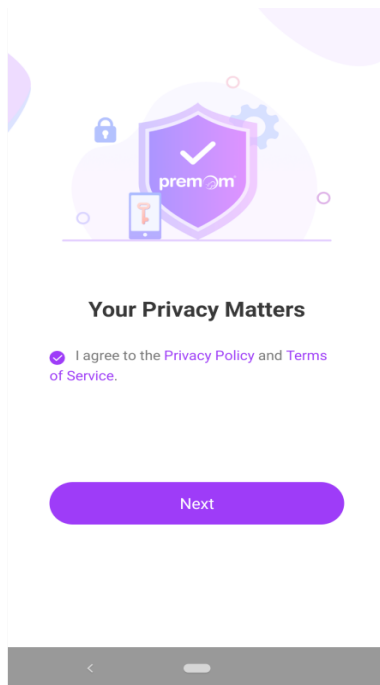 premom
Your Privacy Matters
I agree to the Privacy Policy and Terms
of Service.
Next